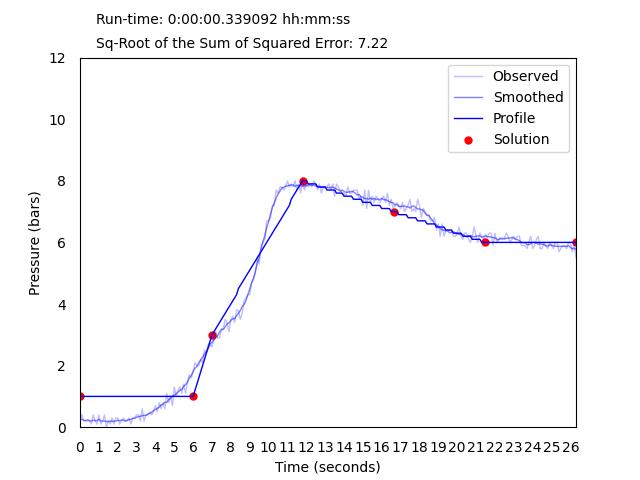 Run-time: 0:00:00.339092 hh:mm:ss
Sq-Root of the Sum of Squared Error: 7.22
12
10
8
6
4
2
0
Pressure (bars)
Observed
Smoothed
Profile
Solution
0 1 2 3 4 5 6 7 8 9 10 11 12 13 14 15 16 17 18 19 20 21 22 23 24 25 26
Time (seconds)